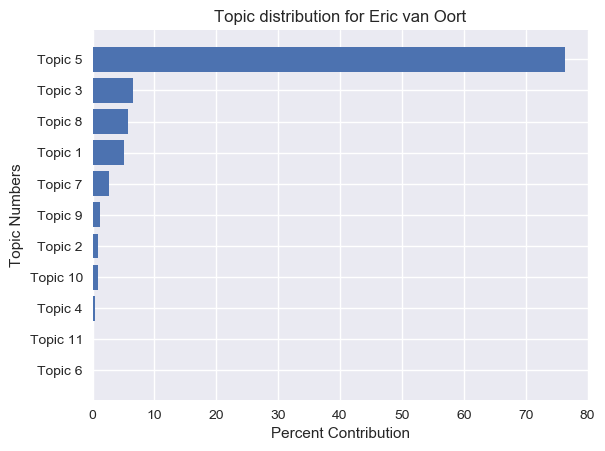 Topic distribution for Eric van Oort
Topic Numbers
Topic 5
Topic 3
Topic 8
Topic 1
Topic 7
Topic 9
Topic 2
Topic 10
Topic 4
Topic 11
Topic 6
0 10 20 30 40 50 60 70 80
Percent Contribution